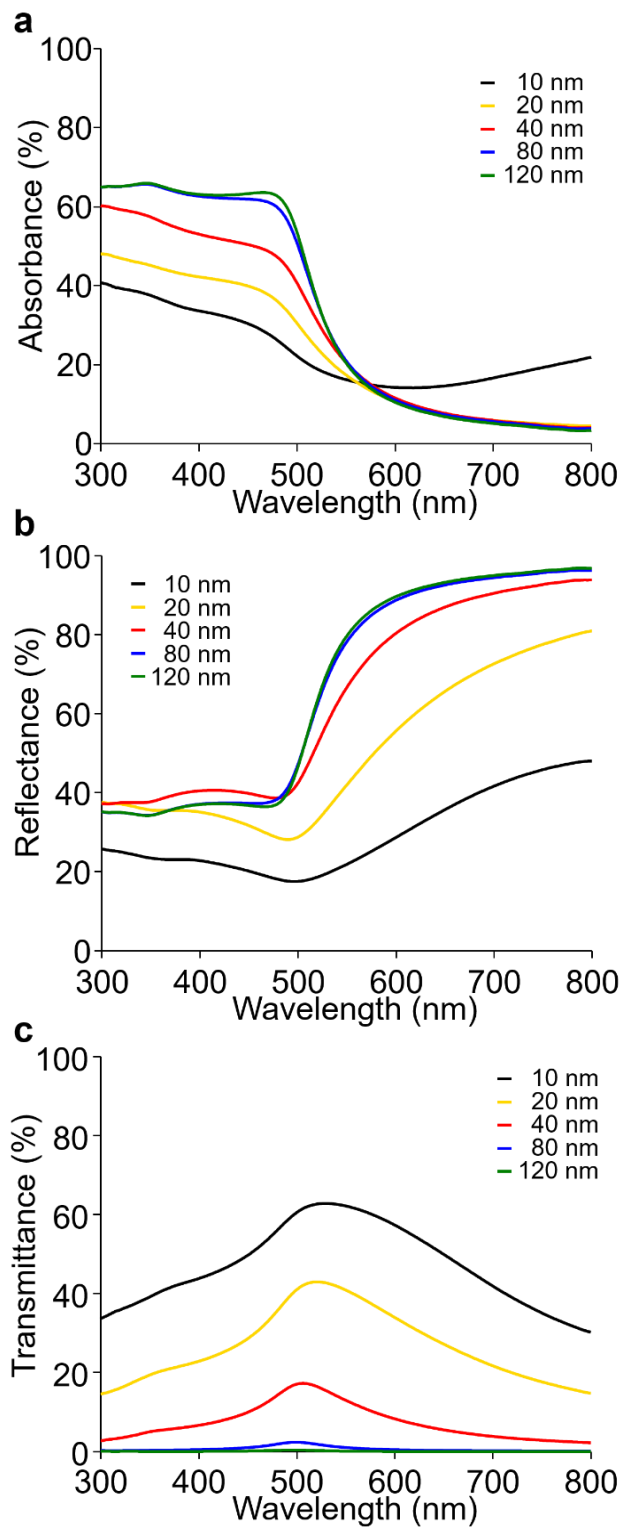 a
100
80
60
40
20
0
Absorbance (%)
10 nm
20 nm
40 nm
80 nm
120 nm
300 400 500 600 700 800
Wavelength (nm)
b
100
80
60
40
20
0
Reflectance (%)
10 nm
20 nm
40 nm
80 nm
120 nm
300 400 500 600 700 800
Wavelength (nm)
c
100
80
60
40
20
0
Transmittance (%)
10 nm
20 nm
40 nm
80 nm
120 nm
300 400 500 600 700 800
Wavelength (nm)